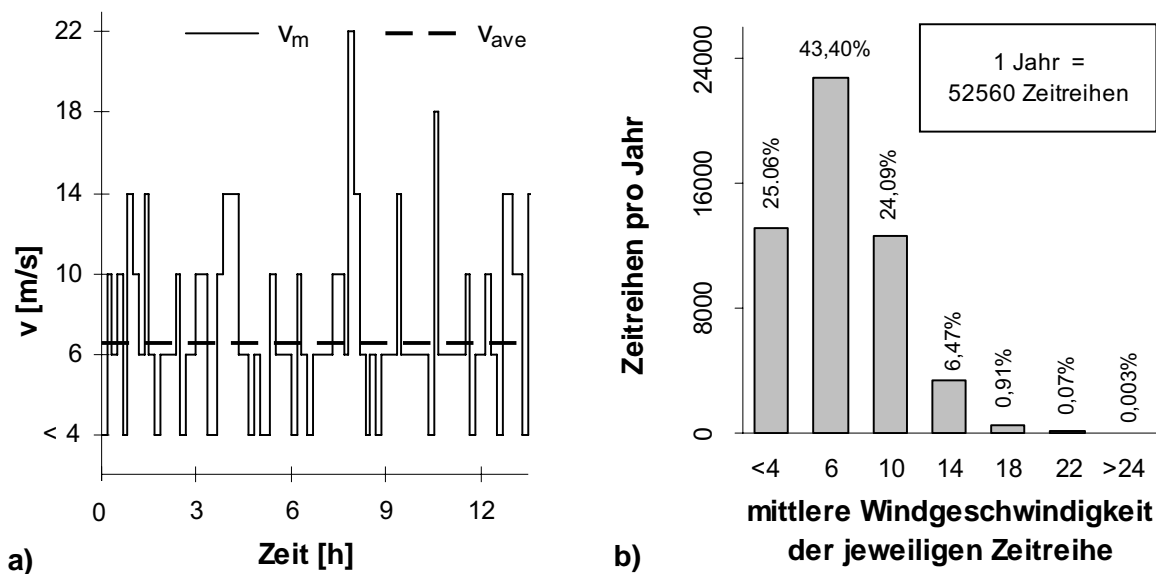 v_m
v_ave
22
18
14
10
6
< 4
v [m/s]
0
3
6
9
12
Zeit [h]
a)
1 Jahr =
52560 Zeitreihen
Zeitreihen pro Jahr
24000
16000
8000
0
25.06%
43,40%
24,09%
6,47%
0,91%
0,07%
0,003%
<4
6
10
14
18
22
>24
mittlere Windgeschwindigkeit
der jeweiligen Zeitreihe
b)